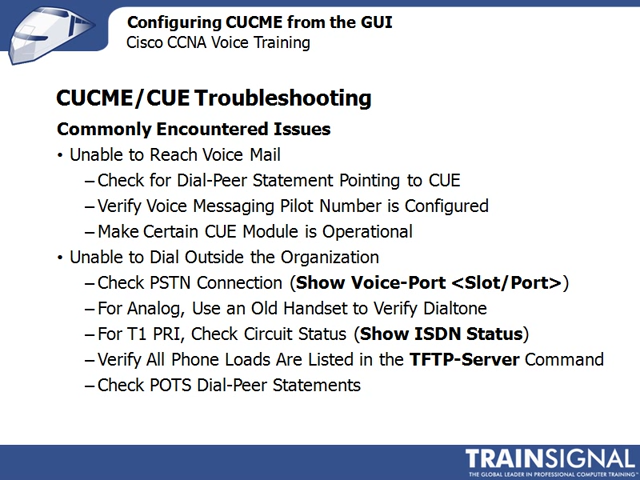 Configuring CUCME from the GUI
Cisco CCNA Voice Training
CUCME/CUE Troubleshooting
Commonly Encountered Issues
• Unable to Reach Voice Mail
– Check for Dial-Peer Statement Pointing to CUE
– Verify Voice Messaging Pilot Number is Configured
– Make Certain CUE Module is Operational
• Unable to Dial Outside the Organization
– Check PSTN Connection (Show Voice-Port <Slot/Port>)
– For Analog, Use an Old Handset to Verify Dialtone
– For T1 PRI, Check Circuit Status (Show ISDN Status)
– Verify All Phone Loads Are Listed in the TFTP-Server Command
– Check POTS Dial-Peer Statements
TRAINSIGNAL
THE GLOBAL LEADER IN PROFESSIONAL COMPUTER TRAINING